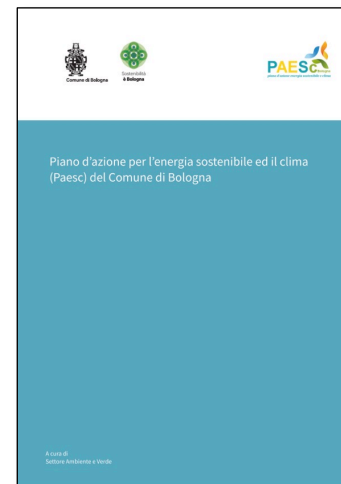 Comune di Bologna
Sostenibilità
è Bologna
PAESC
Piano d'azione per l'energia sostenibile ed il clima
(Paesc) del Comune di Bologna
A cura di
Settore Ambiente e Verde